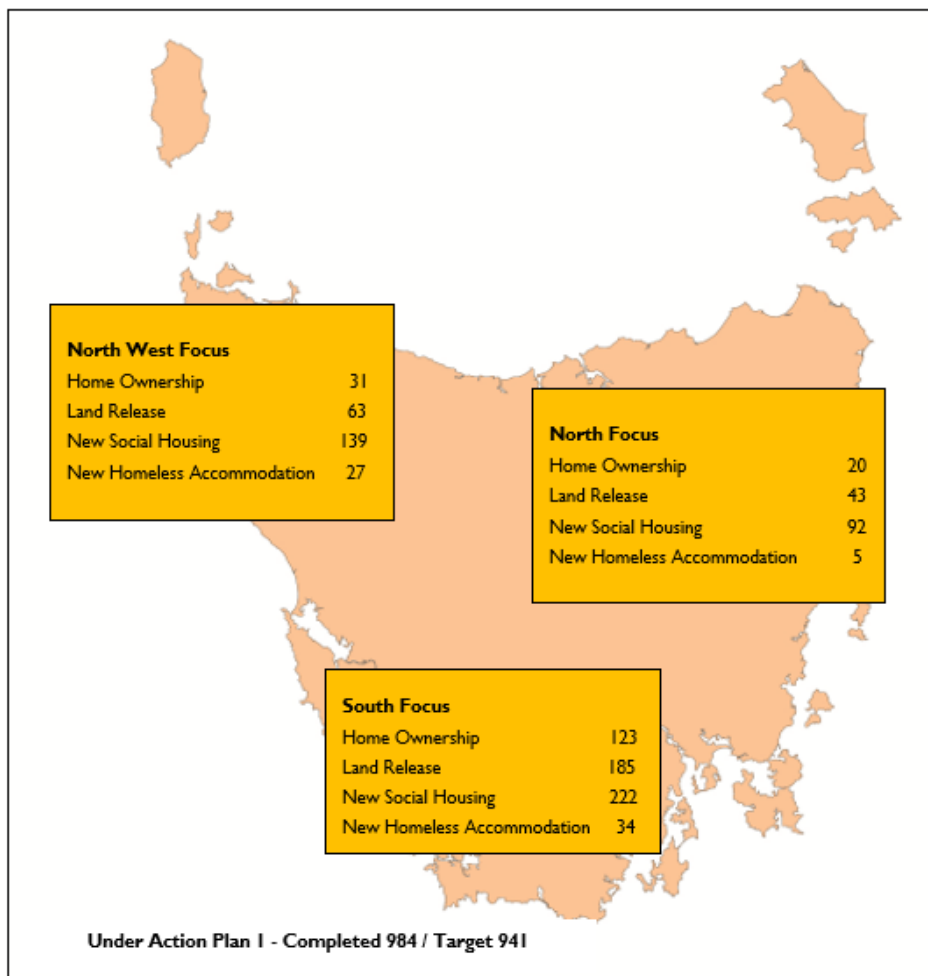 North West Focus
Home Ownership 31
Land Release 63
New Social Housing 139
New Homeless Accommodation 27
North Focus
Home Ownership 20
Land Release 43
New Social Housing 92
New Homeless Accommodation 5
South Focus
Home Ownership 123
Land Release 185
New Social Housing 222
New Homeless Accommodation 34
Under Action Plan 1 - Completed 984 / Target 941